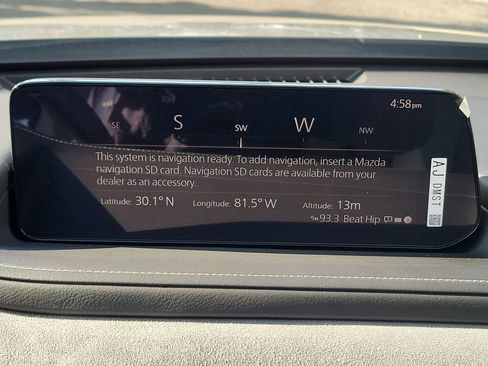 4:58pm
SE S SW W NW
This system is navigation ready. To add navigation, insert a Mazda
navigation SD card. Navigation SD cards are available from your
dealer as an accessory.
Latitude: 30.1° N Longitude: 81.5° W Altitude: 13m
93.3 Beat Hip
AJ DMST